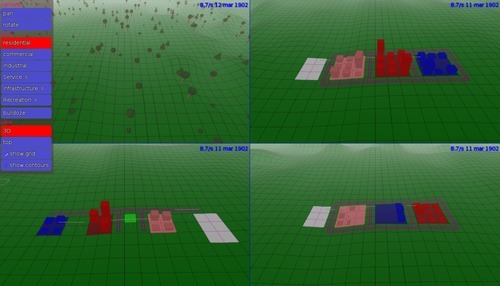 8.7/s 12 mar 1902
8.7/s 11 mar 1902
pan
rotate
residential
commercial
industrial
Service
Infrastructure
Recreation
Bulldoze
3D
top
show grid
show contours
8.7/s 11 mar 1902
8.7/s 11 mar 1902